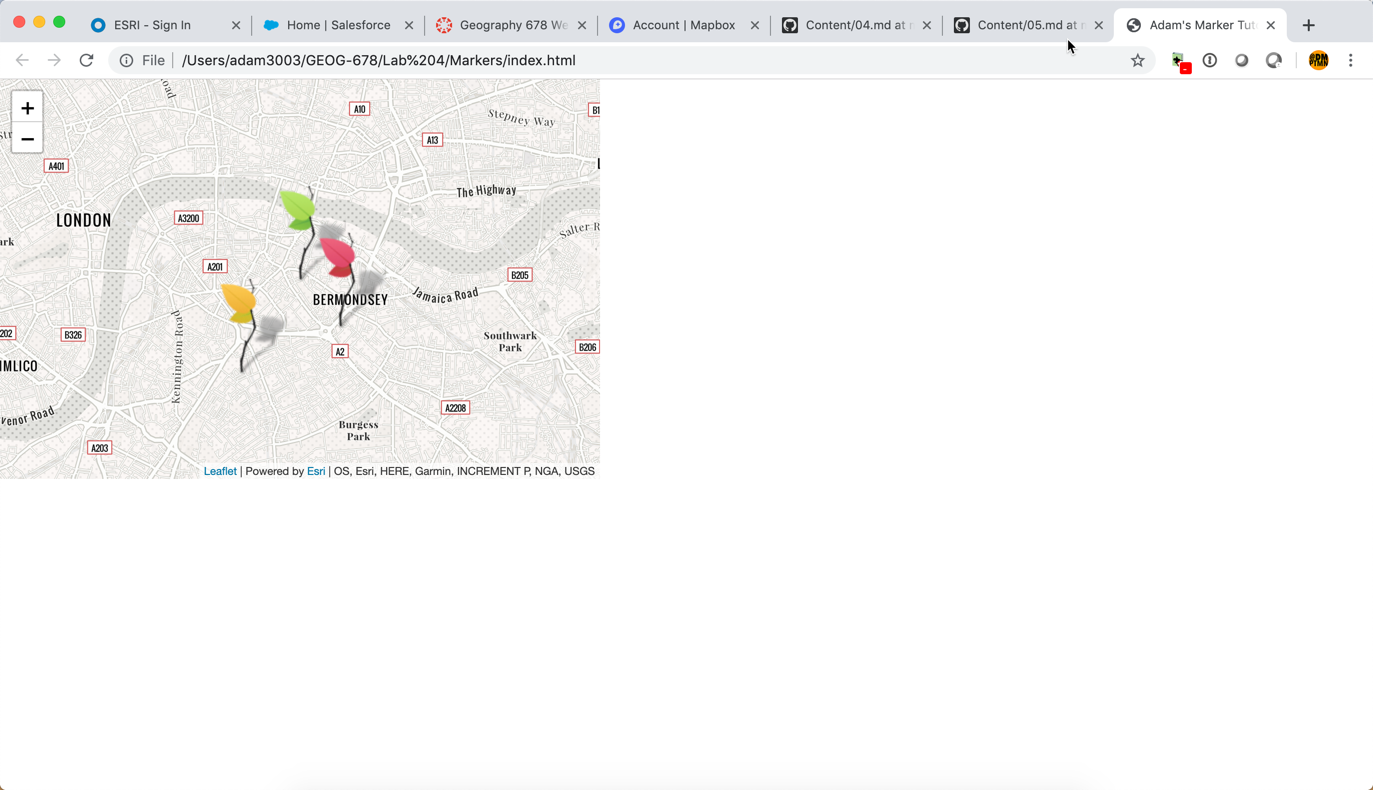 ESRI - Sign In
Home | Salesforce
Geography 678 We
Account | Mapbox
Content/04.md at r
Content/05.md at r
Adam's Marker Tut
File
/Users/adam3003/GEOG-678/Lab%204/Markers/index.html
+
−
Road
A10
Stepney Way
B1
A13
A401
The Highway
LONDON
A3200
Salter R
ark
A201
B205
BERMONDSEY
Jamaica Road
202
B326
Kennington Road
A2
Southwark
Park
B206
IMLICO
A2208
venor Road
Burgess
Park
A203
Leaflet | Powered by Esri | OS, Esri, HERE, Garmin, INCREMENT P, NGA, USGS